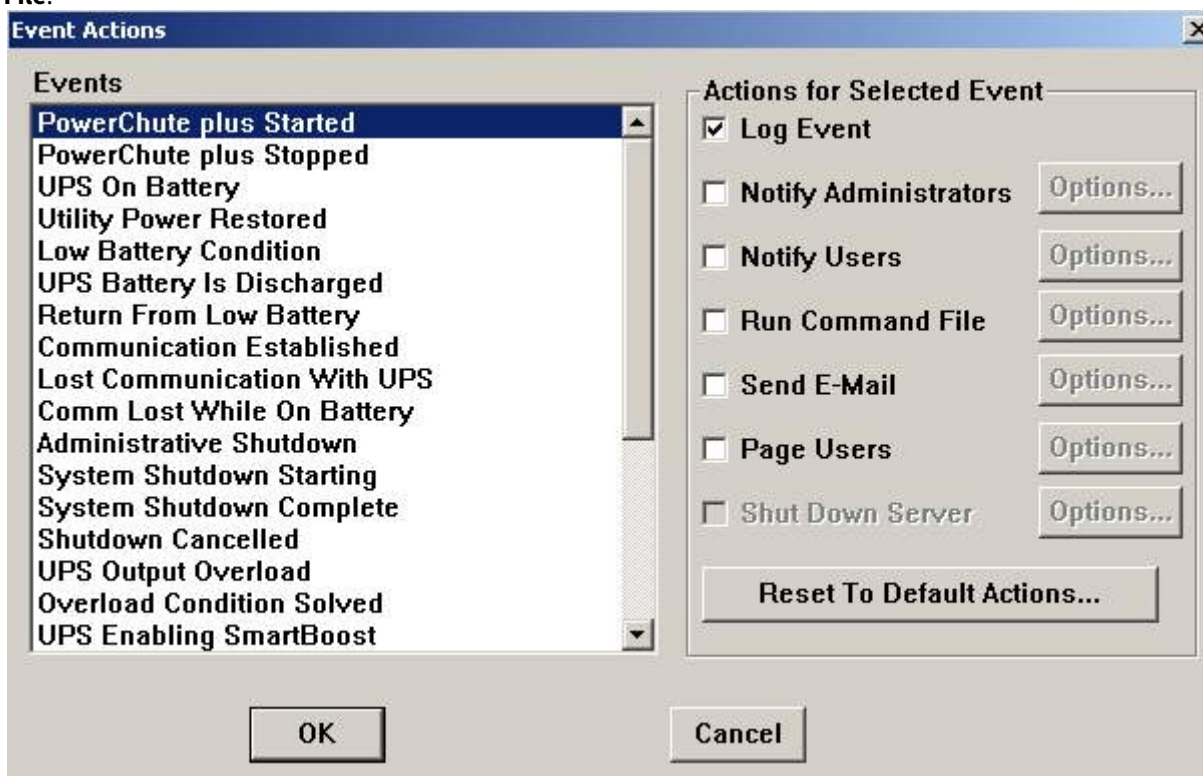 File.
Event Actions
Events
PowerChute plus Started
PowerChute plus Stopped
UPS On Battery
Utility Power Restored
Low Battery Condition
UPS Battery Is Discharged
Return From Low Battery
Communication Established
Lost Communication With UPS
Comm Lost While On Battery
Administrative Shutdown
System Shutdown Starting
System Shutdown Complete
Shutdown Cancelled
UPS Output Overload
Overload Condition Solved
UPS Enabling SmartBoost
Actions for Selected Event
Log Event
Notify Administrators Options...
Notify Users Options...
Run Command File Options...
Send E-Mail Options...
Page Users Options...
Shut Down Server Options...
Reset To Default Actions...
OK
Cancel